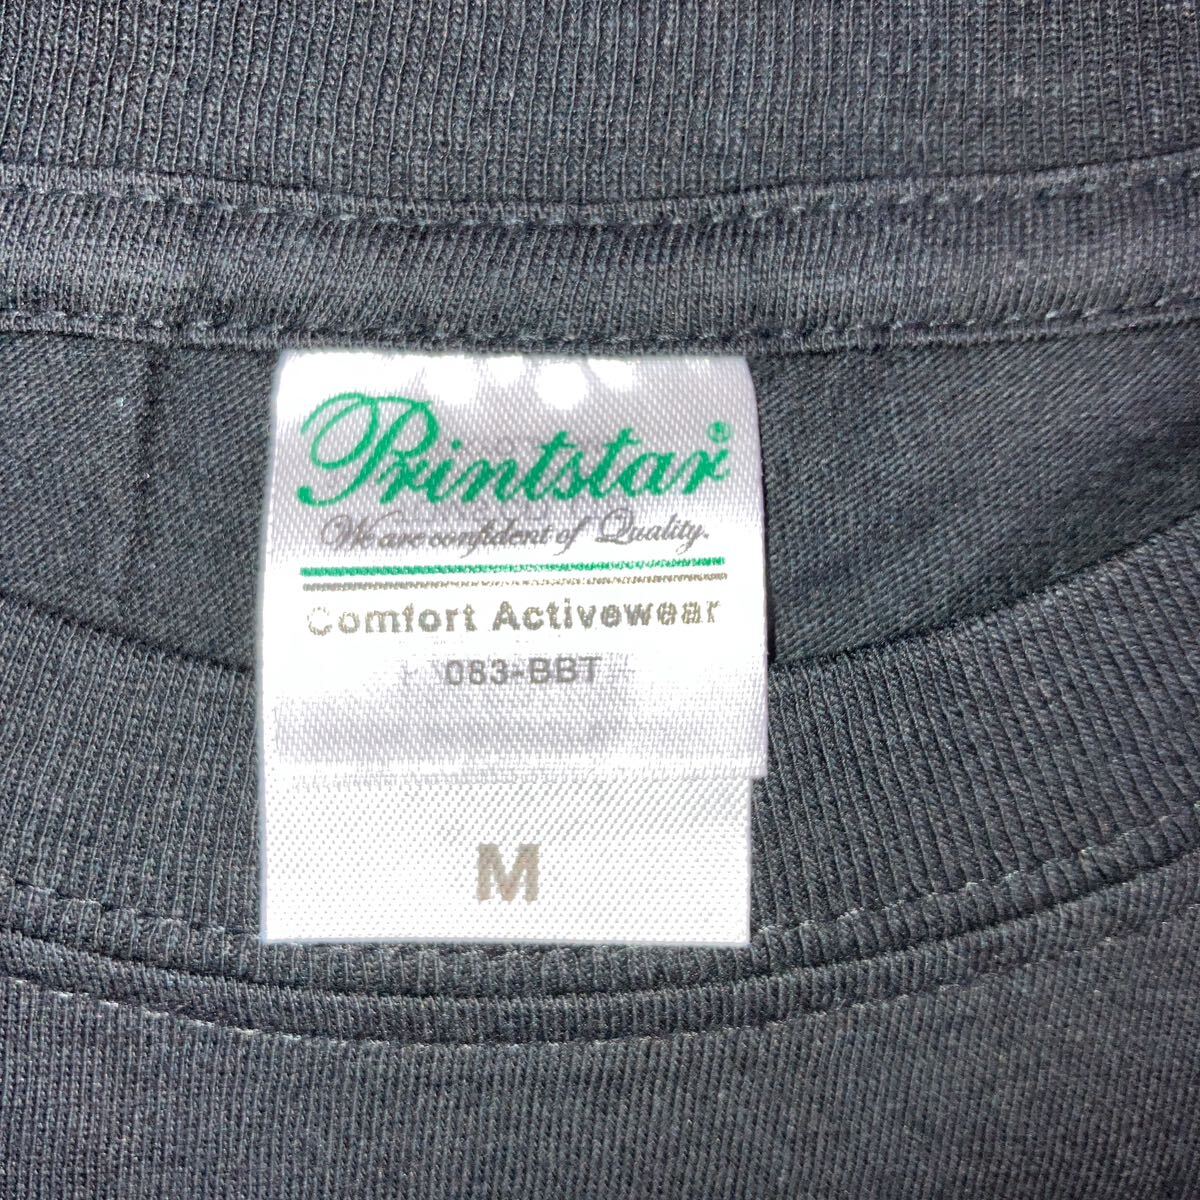 Printstar®
We are confident of Quality.
Comfort Activewear
083-BBT
M